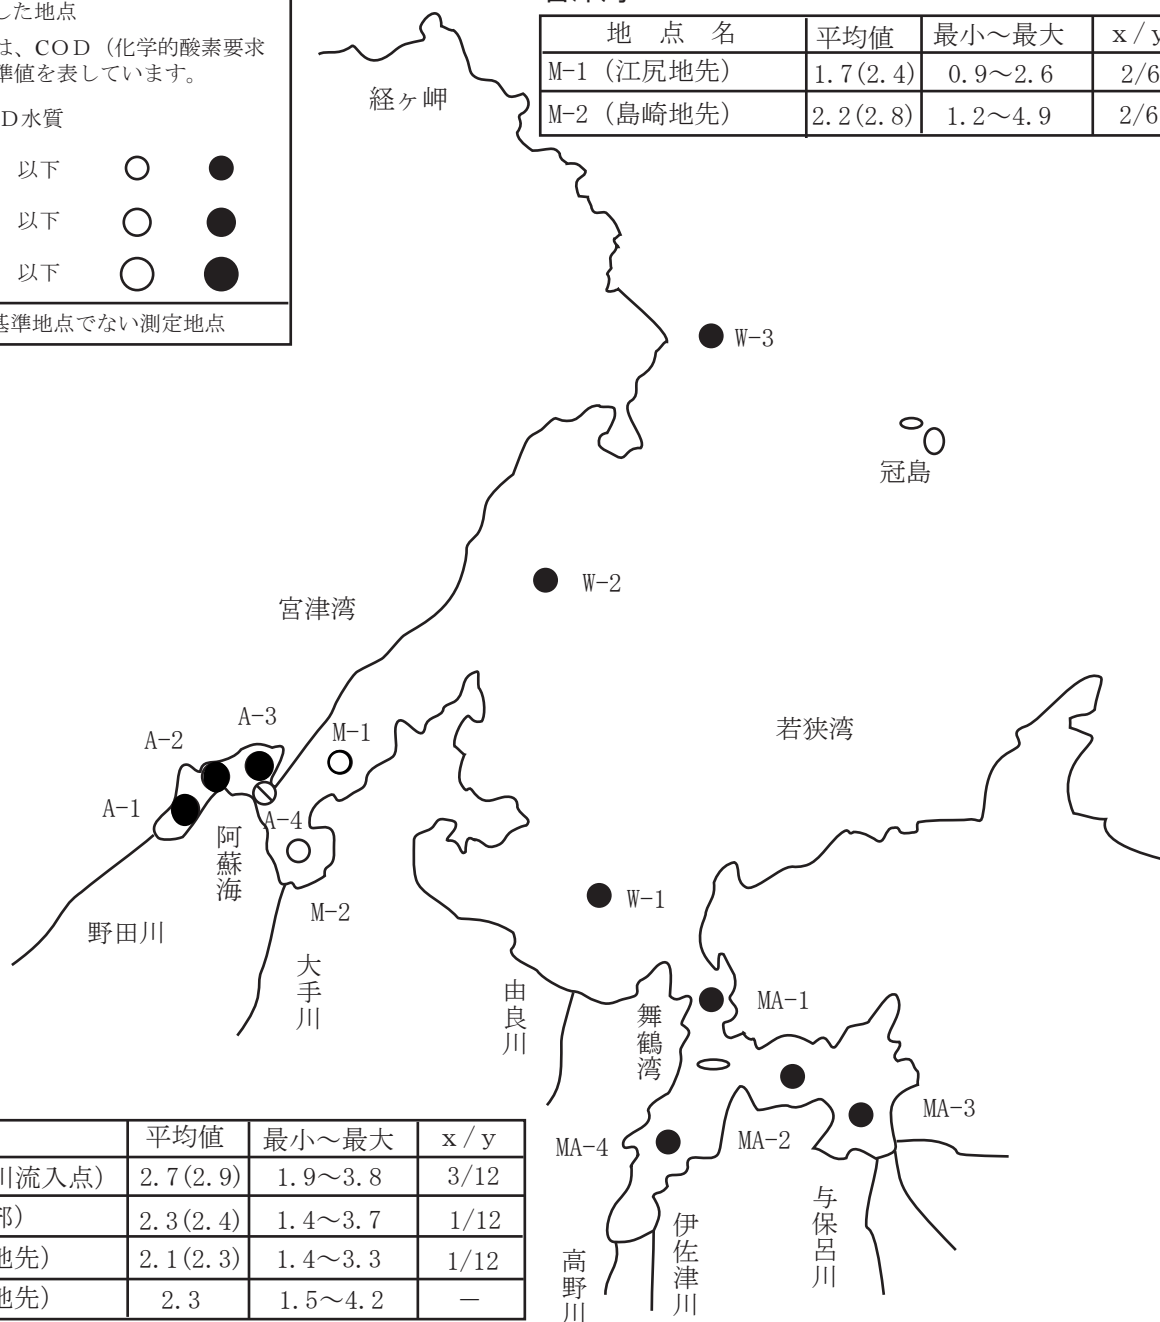 した地点
は、COD（化学的酸素要求
準値を表しています。
D水質
以下
以下
以下
基準地点でない測定地点
地　点　名 平均値 最小～最大 x/y
M-1（江尻地先） 1.7(2.4) 0.9～2.6 2/6
M-2（島崎地先） 2.2(2.8) 1.2～4.9 2/6
経ヶ岬
W-3
冠島
W-2
宮津湾
若狭湾
A-3
M-1
A-2
A-1
A-4
阿蘇海
W-1
M-2
野田川
大手川
由良川
舞鶴湾
MA-1
MA-3
MA-2
MA-4
与保呂川
伊佐津川
高野川
平均値 最小～最大 x/y
川流入点） 2.7(2.9) 1.9～3.8 3/12
部） 2.3(2.4) 1.4～3.7 1/12
地先） 2.1(2.3) 1.4～3.3 1/12
地先） 2.3 1.5～4.2 －